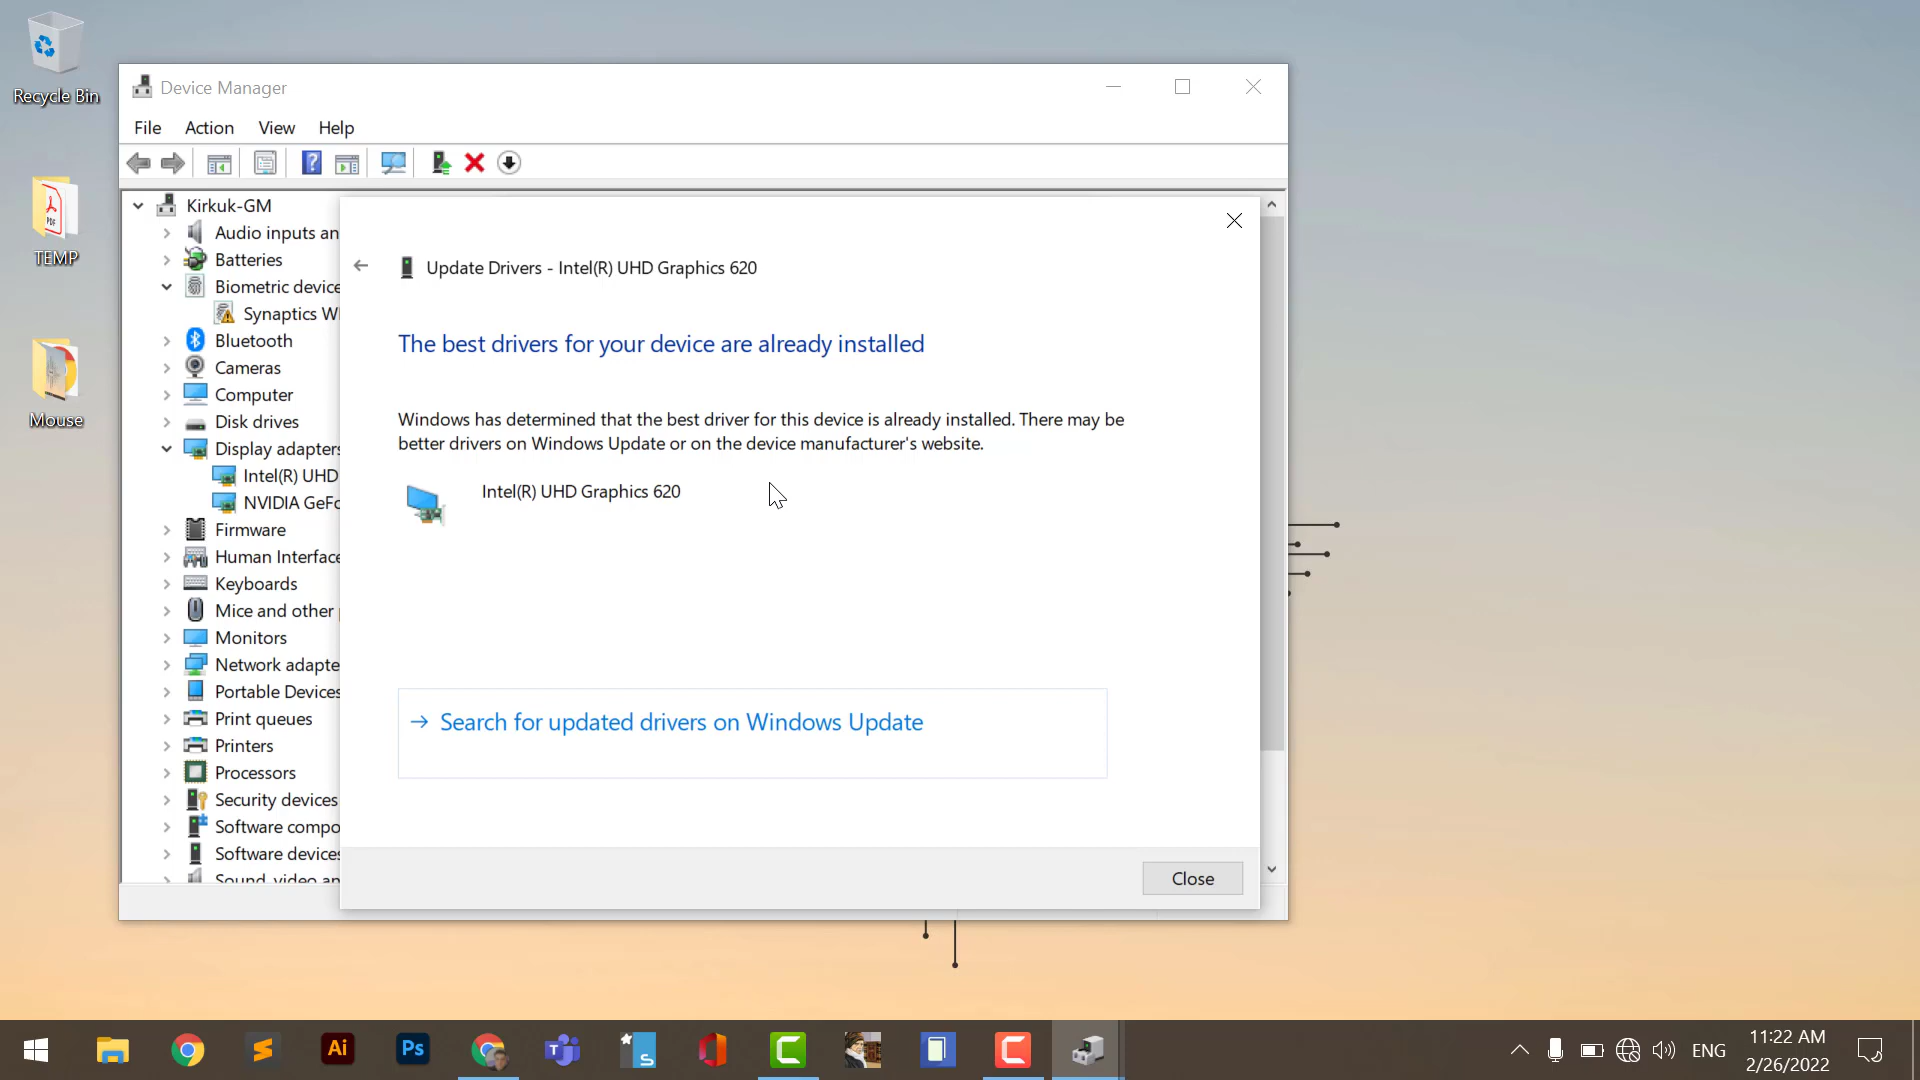 Recycle Bin
TEMP
Mouse
Device Manager
File Action View Help
Kirkuk-GM
Audio inputs an
Batteries
Biometric device
Synaptics W
Bluetooth
Cameras
Computer
Disk drives
Display adapters
Intel(R) UHD
NVIDIA GeFo
Firmware
Human Interface
Keyboards
Mice and other
Monitors
Network adapte
Portable Devices
Print queues
Printers
Processors
Security devices
Software compo
Software devices
Sound, video an
Update Drivers - Intel(R) UHD Graphics 620
The best drivers for your device are already installed
Windows has determined that the best driver for this device is already installed. There may be
better drivers on Windows Update or on the device manufacturer's website.
Intel(R) UHD Graphics 620
Search for updated drivers on Windows Update
Close
ENG
11:22 AM
2/26/2022